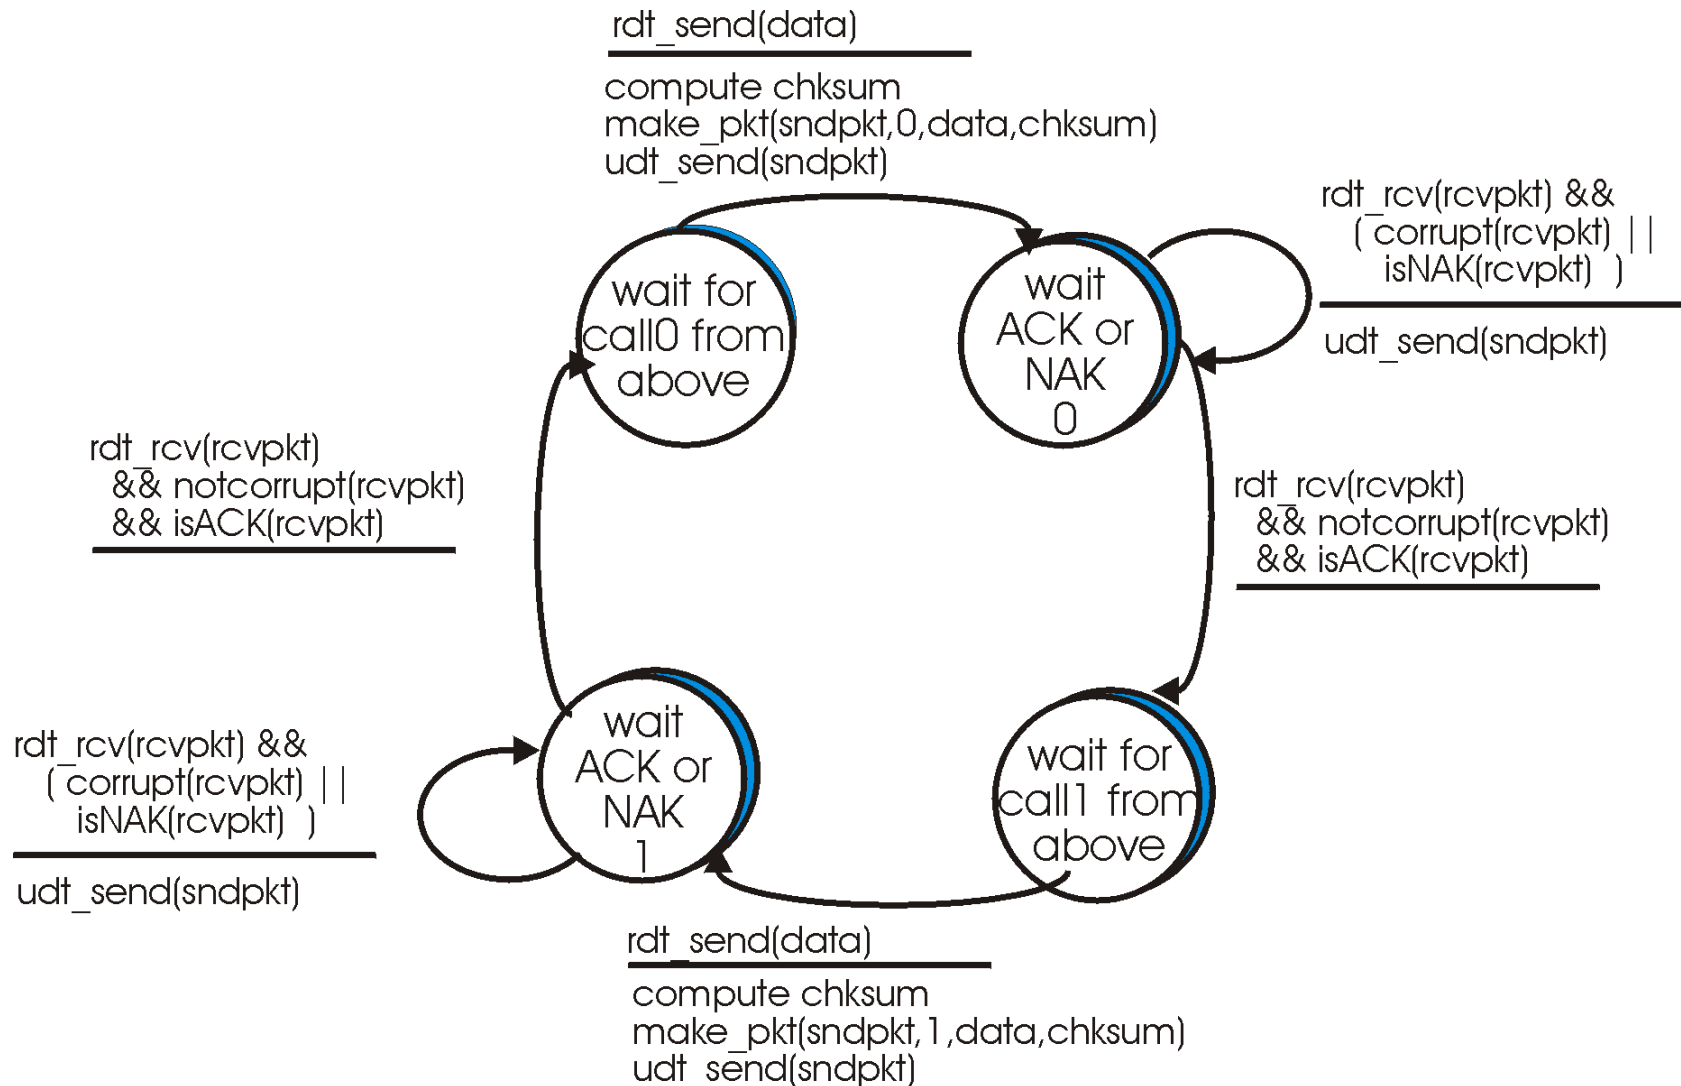 rdt_send(data)
compute chksum
make_pkt(sndpkt,0,data,chksum)
udt_send(sndpkt)
rdt_rcv(rcvpkt) &&
( corrupt(rcvpkt) ||
isNAK(rcvpkt) )
udt_send(sndpkt)
wait for
call0 from
above
wait
ACK or
NAK
0
rdt_rcv(rcvpkt)
&& notcorrupt(rcvpkt)
&& isACK(rcvpkt)
rdt_rcv(rcvpkt)
&& notcorrupt(rcvpkt)
&& isACK(rcvpkt)
rdt_rcv(rcvpkt) &&
( corrupt(rcvpkt) ||
isNAK(rcvpkt) )
udt_send(sndpkt)
wait
ACK or
NAK
1
wait for
call1 from
above
rdt_send(data)
compute chksum
make_pkt(sndpkt,1,data,chksum)
udt_send(sndpkt)